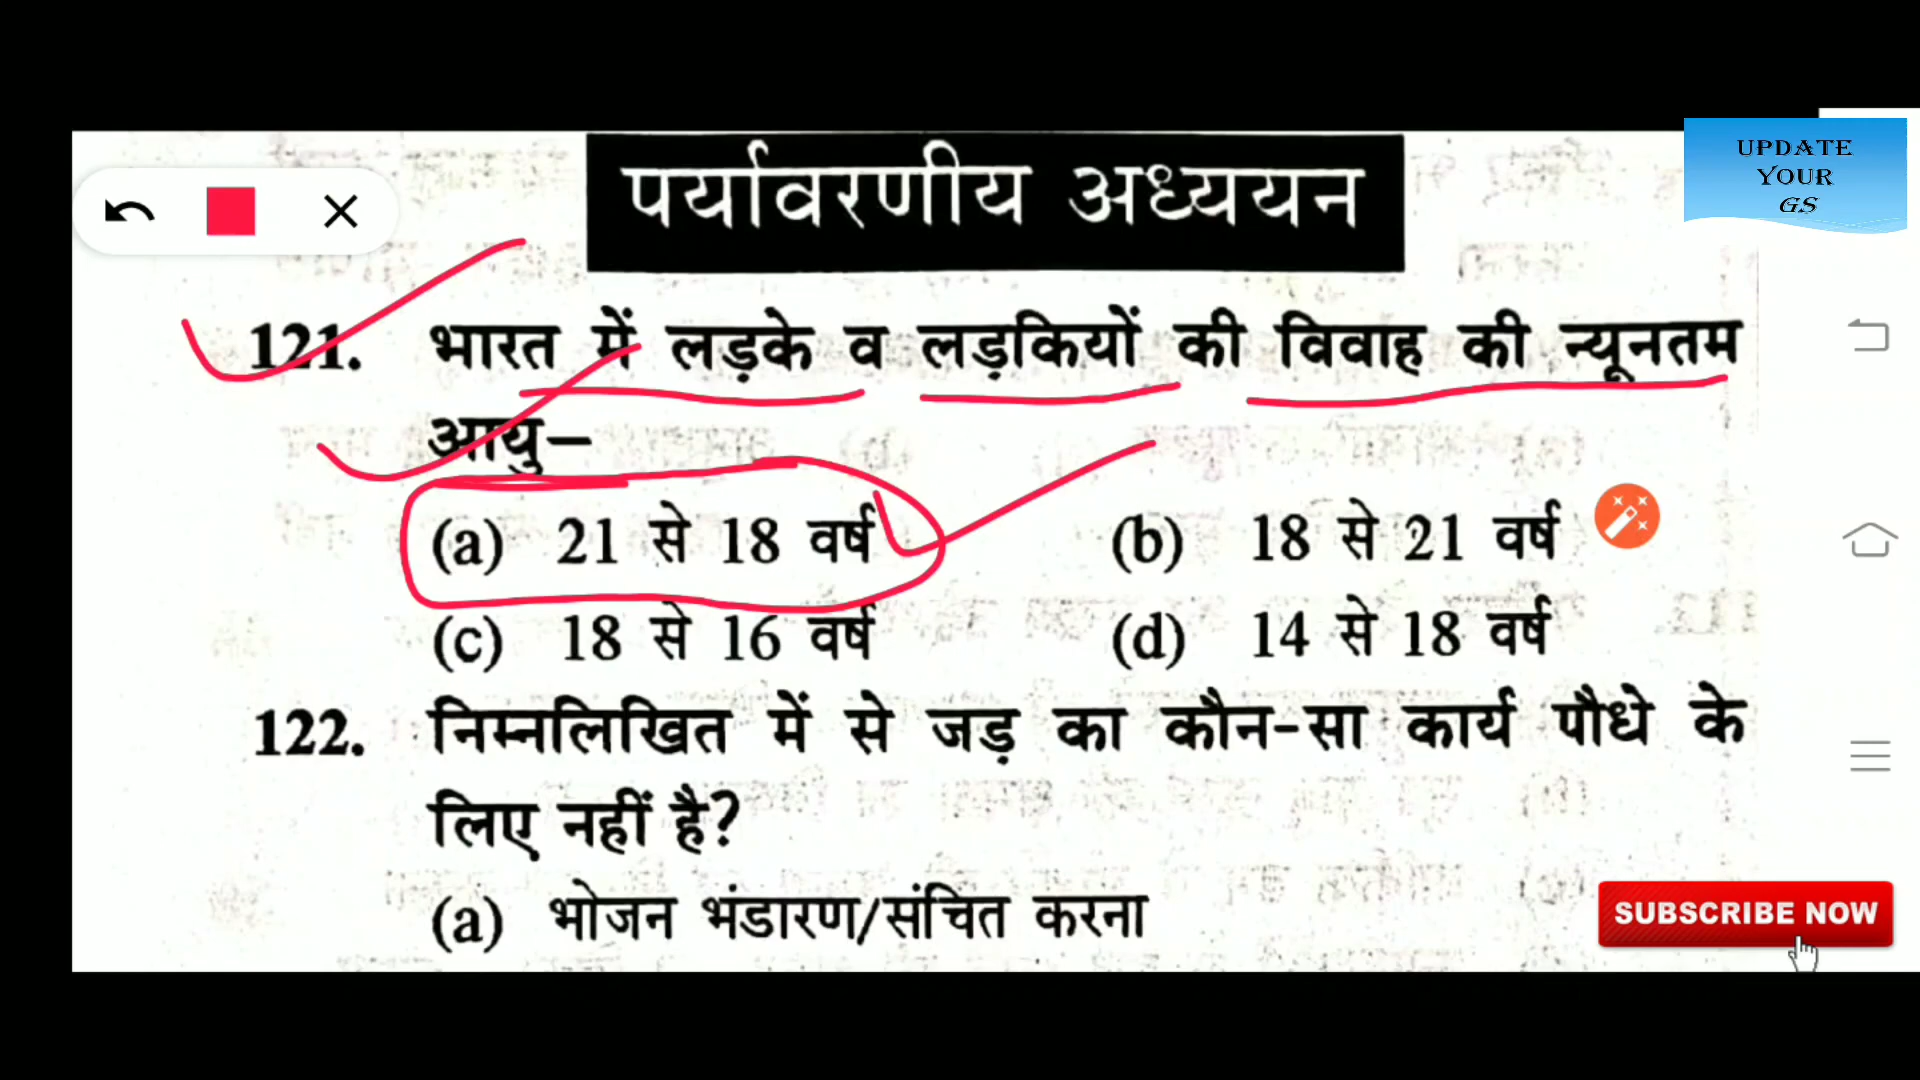 पर्यावरणीय अध्ययन
UPDATE
YOUR
GS
121. भारत में लड़के व लड़कियों की विवाह की न्यूनतम
आयु–
(a) 21 से 18 वर्ष (b) 18 से 21 वर्ष
(c) 18 से 16 वर्ष (d) 14 से 18 वर्ष
122. निम्नलिखित में से जड़ का कौन-सा कार्य पौधे के
लिए नहीं है?
(a) भोजन भंडारण/संचित करना
SUBSCRIBE NOW